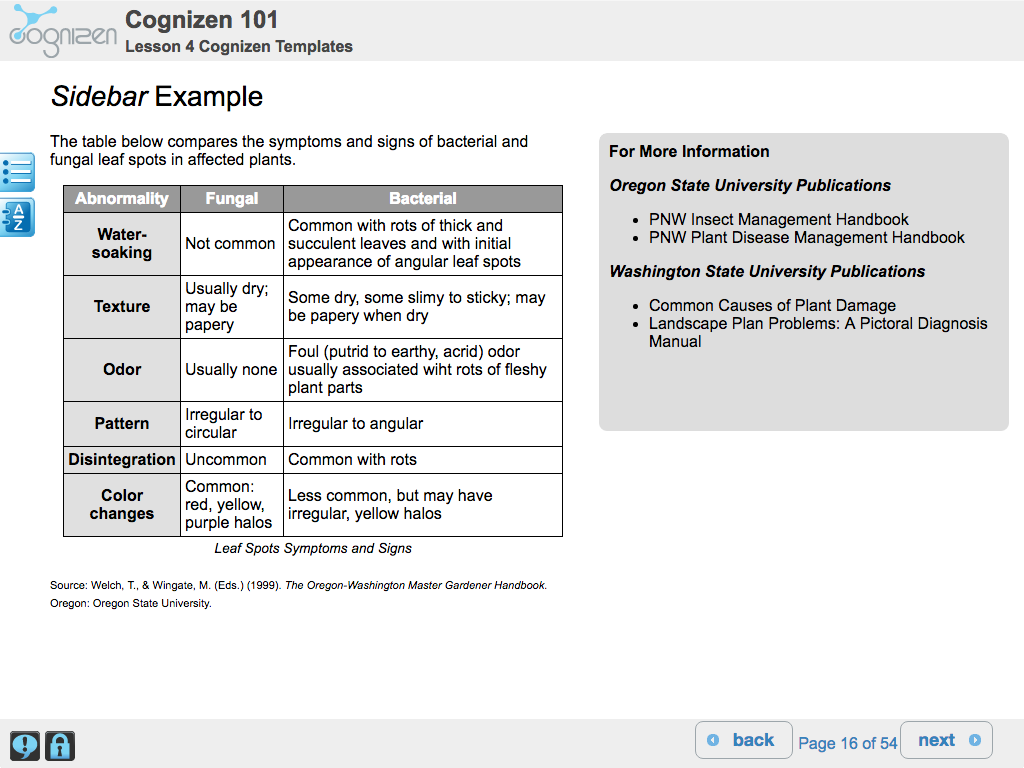 cognizen
Cognizen 101
Lesson 4 Cognizen Templates
Sidebar Example
The table below compares the symptoms and signs of bacterial and
fungal leaf spots in affected plants.
Abnormality Fungal Bacterial
Water-
soaking
Not common
Common with rots of thick and
succulent leaves and with initial
appearance of angular leaf spots
Texture
Usually dry;
may be
papery
Some dry, some slimy to sticky; may
be papery when dry
Odor
Usually none
Foul (putrid to earthy, acrid) odor
usually associated wiht rots of fleshy
plant parts
Pattern
Irregular to
circular
Irregular to angular
Disintegration Uncommon Common with rots
Color
changes
Common:
red, yellow,
purple halos
Less common, but may have
irregular, yellow halos
Leaf Spots Symptoms and Signs
Source: Welch, T., & Wingate, M. (Eds.) (1999). The Oregon-Washington Master Gardener Handbook.
Oregon: Oregon State University.
For More Information
Oregon State University Publications
• PNW Insect Management Handbook
• PNW Plant Disease Management Handbook
Washington State University Publications
• Common Causes of Plant Damage
• Landscape Plan Problems: A Pictoral Diagnosis
Manual
A
Z
back Page 16 of 54 next